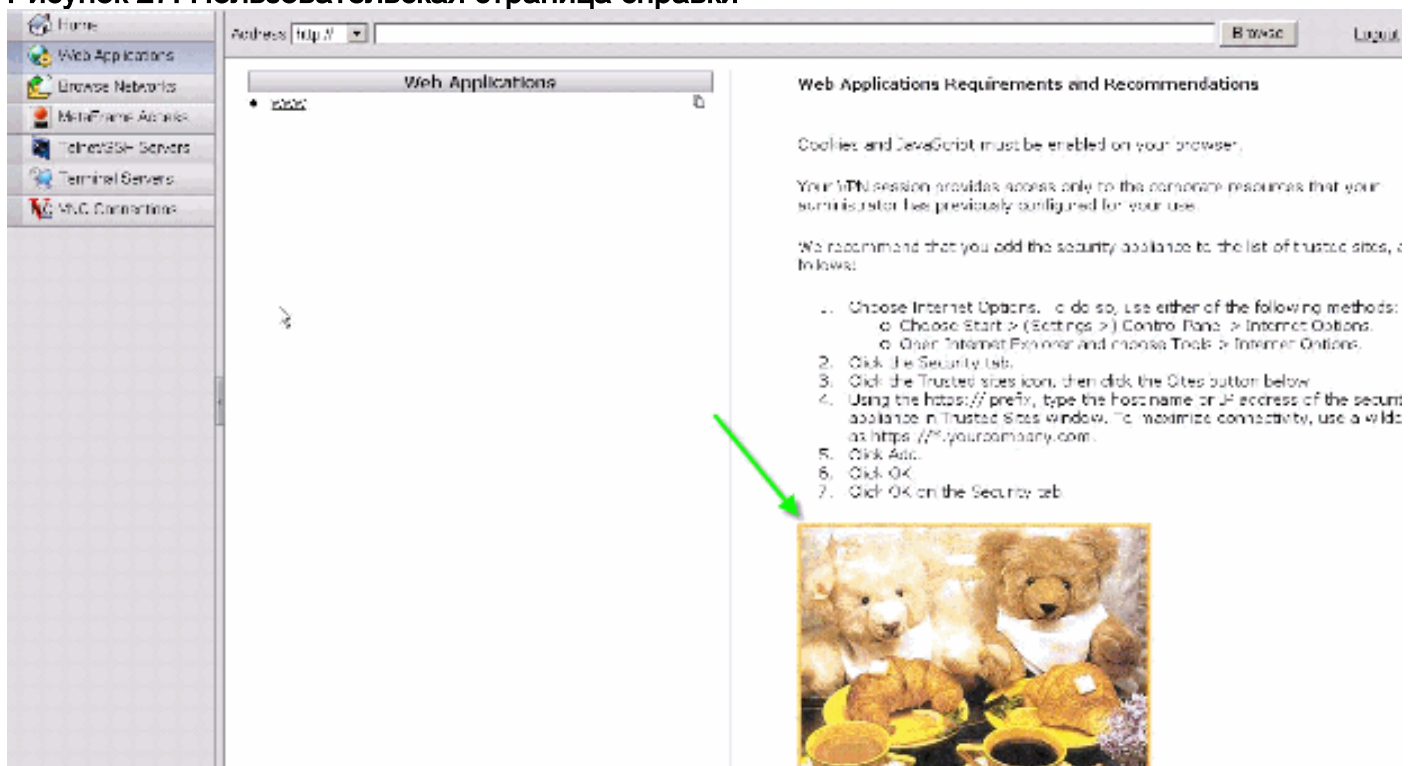 Рисунок 27. Пользовательская страница справки
Home
Web Applications
Browse Networks
MetaFrame Access
Telnet/SSH Servers
Terminal Servers
VNC Connections
Address http:// Browse Logout
Web Applications
Web Applications Requirements and Recommendations
Cookies and JavaScript must be enabled on your browser.
Your VPN session provides access only to the corporate resources that your
administrator has previously configured for your use.
We recommend that you add the security appliance to the list of trusted sites, a
follows:
1. Choose Internet Options. To do so, use either of the following methods:
o Choose Start > (Settings >) Control Panel > Internet Options.
o Open Internet Explorer and choose Tools > Internet Options.
2. Click the Security tab.
3. Click the Trusted sites icon, then click the Sites button below
4. Using the https:// prefix, type the host name or IP address of the securit
appliance in Trusted Sites window. To maximize connectivity, use a wildc
as https://*.yourcompany.com.
5. Click Add.
6. Click OK
7. Click OK on the Security tab